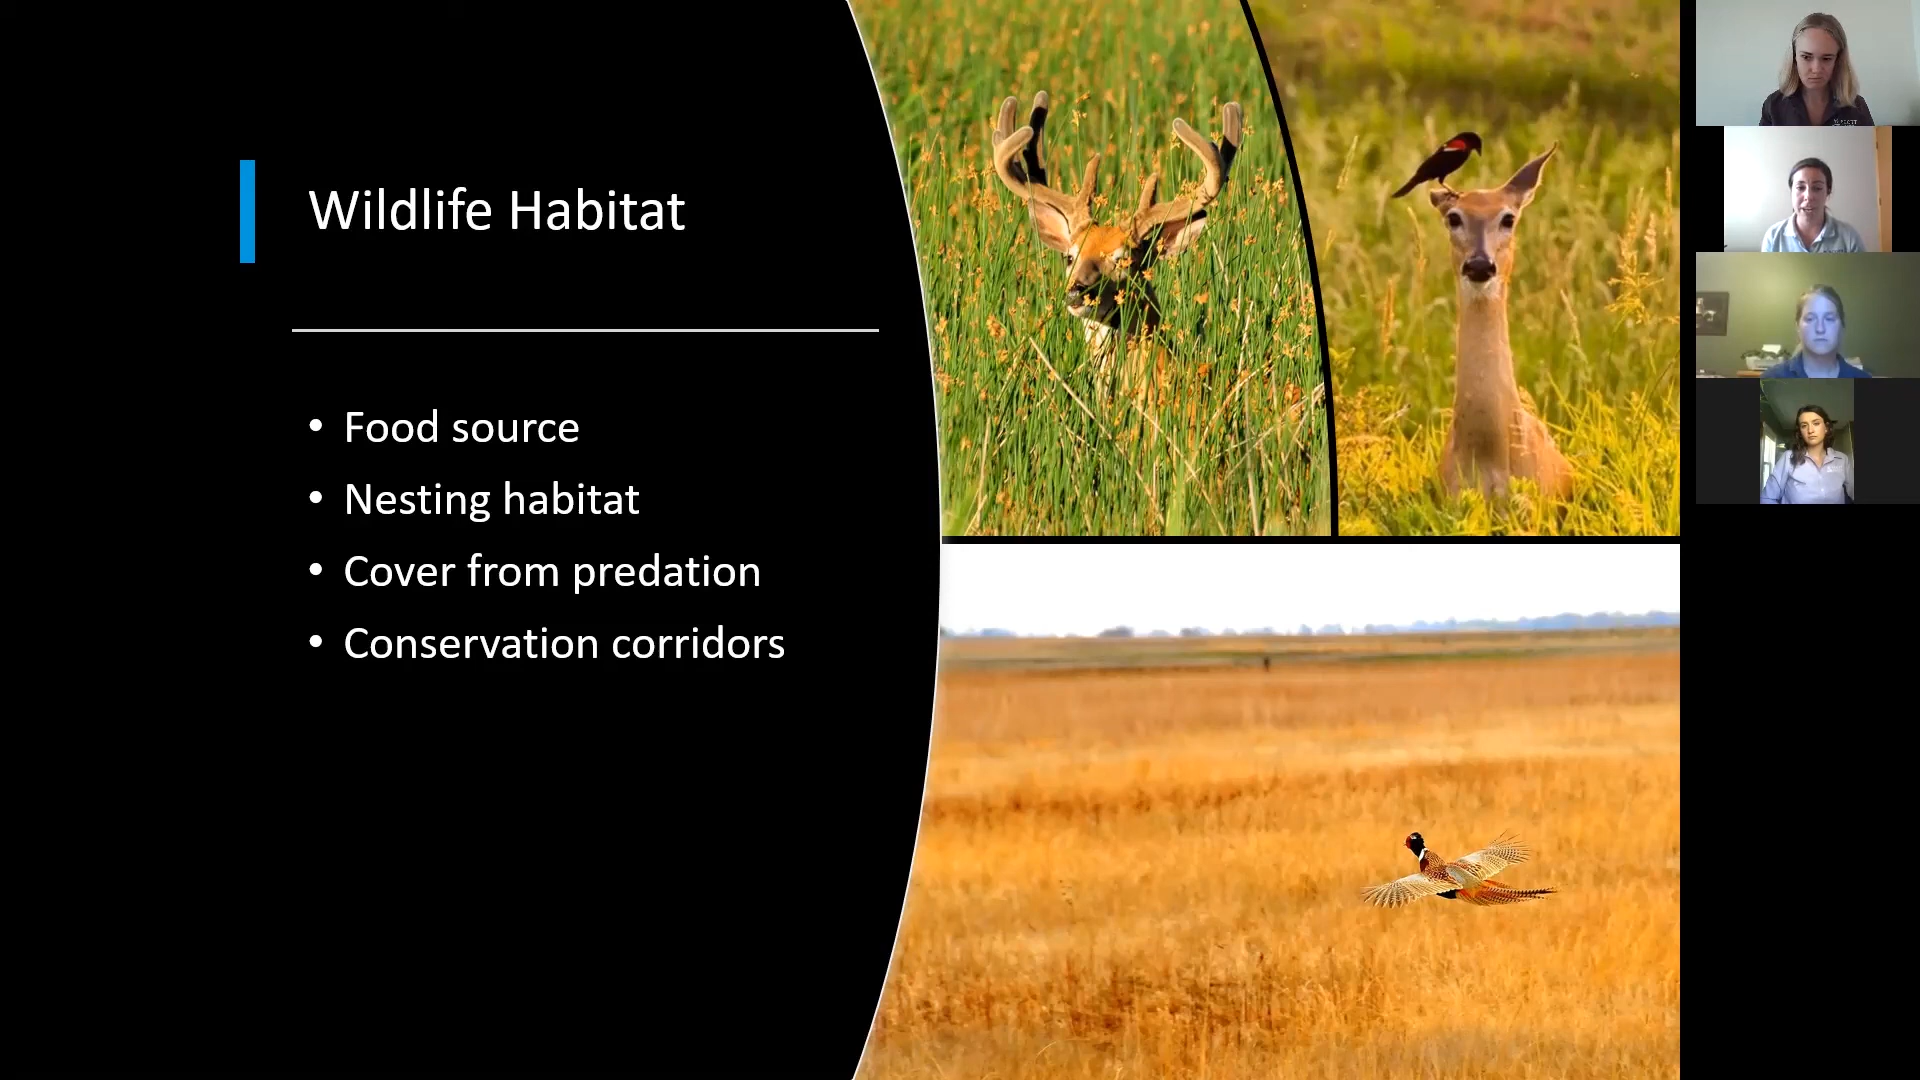 Wildlife Habitat
• Food source
• Nesting habitat
• Cover from predation
• Conservation corridors